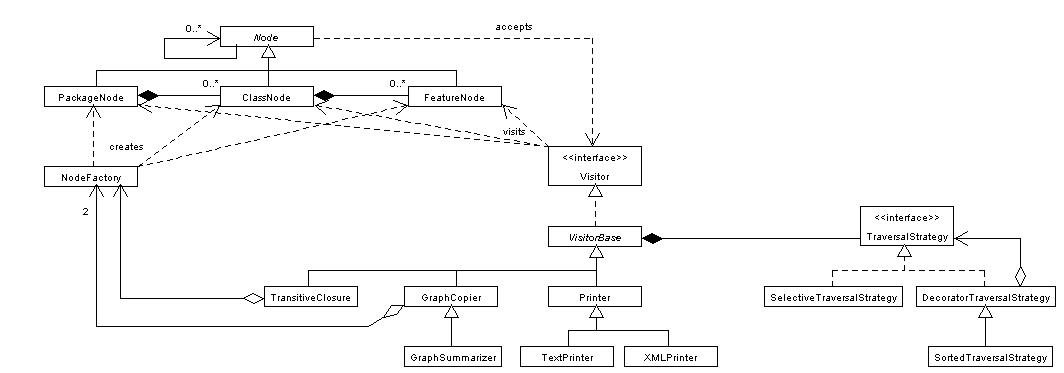 accepts
0..*
Node
0..*
0..*
PackageNode
ClassNode
FeatureNode
visits
creates
<<interface>>
Visitor
NodeFactory
2
<<interface>>
TraversalStrategy
VisitorBase
TransitiveClosure
GraphCopier
Printer
SelectiveTraversalStrategy
DecoratorTraversalStrategy
GraphSummarizer
TextPrinter
XMLPrinter
SortedTraversalStrategy